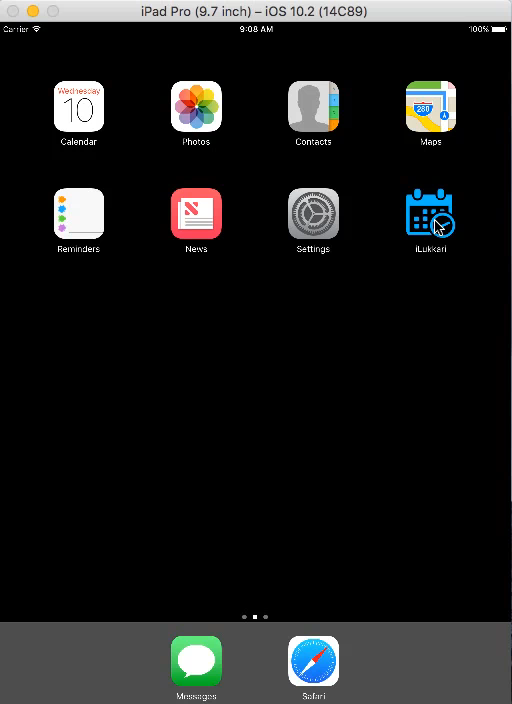 iPad Pro (9.7 inch) – iOS 10.2 (14C89)
Carrier 9:08 AM 100%
Wednesday
10
280
Calendar Photos Contacts Maps
Reminders News Settings iLukkari
Messages Safari